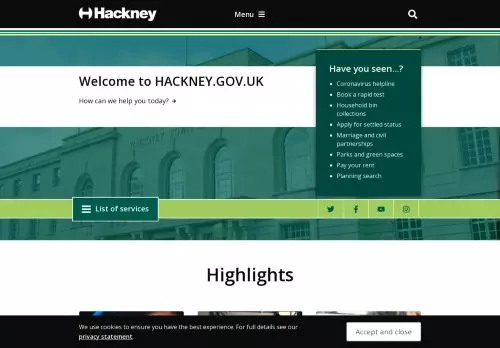 Hackney
Menu
Welcome to HACKNEY.GOV.UK
How can we help you today?
Have you seen...?
Coronavirus helpline
Book a rapid test
Household bin
collections
Apply for settled status
Marriage and civil
partnerships
Parks and green spaces
Pay your rent
Planning search
HACKNEY TOWN
List of services
Highlights
We use cookies to ensure you have the best experience. For full details see our
privacy statement.
Accept and close